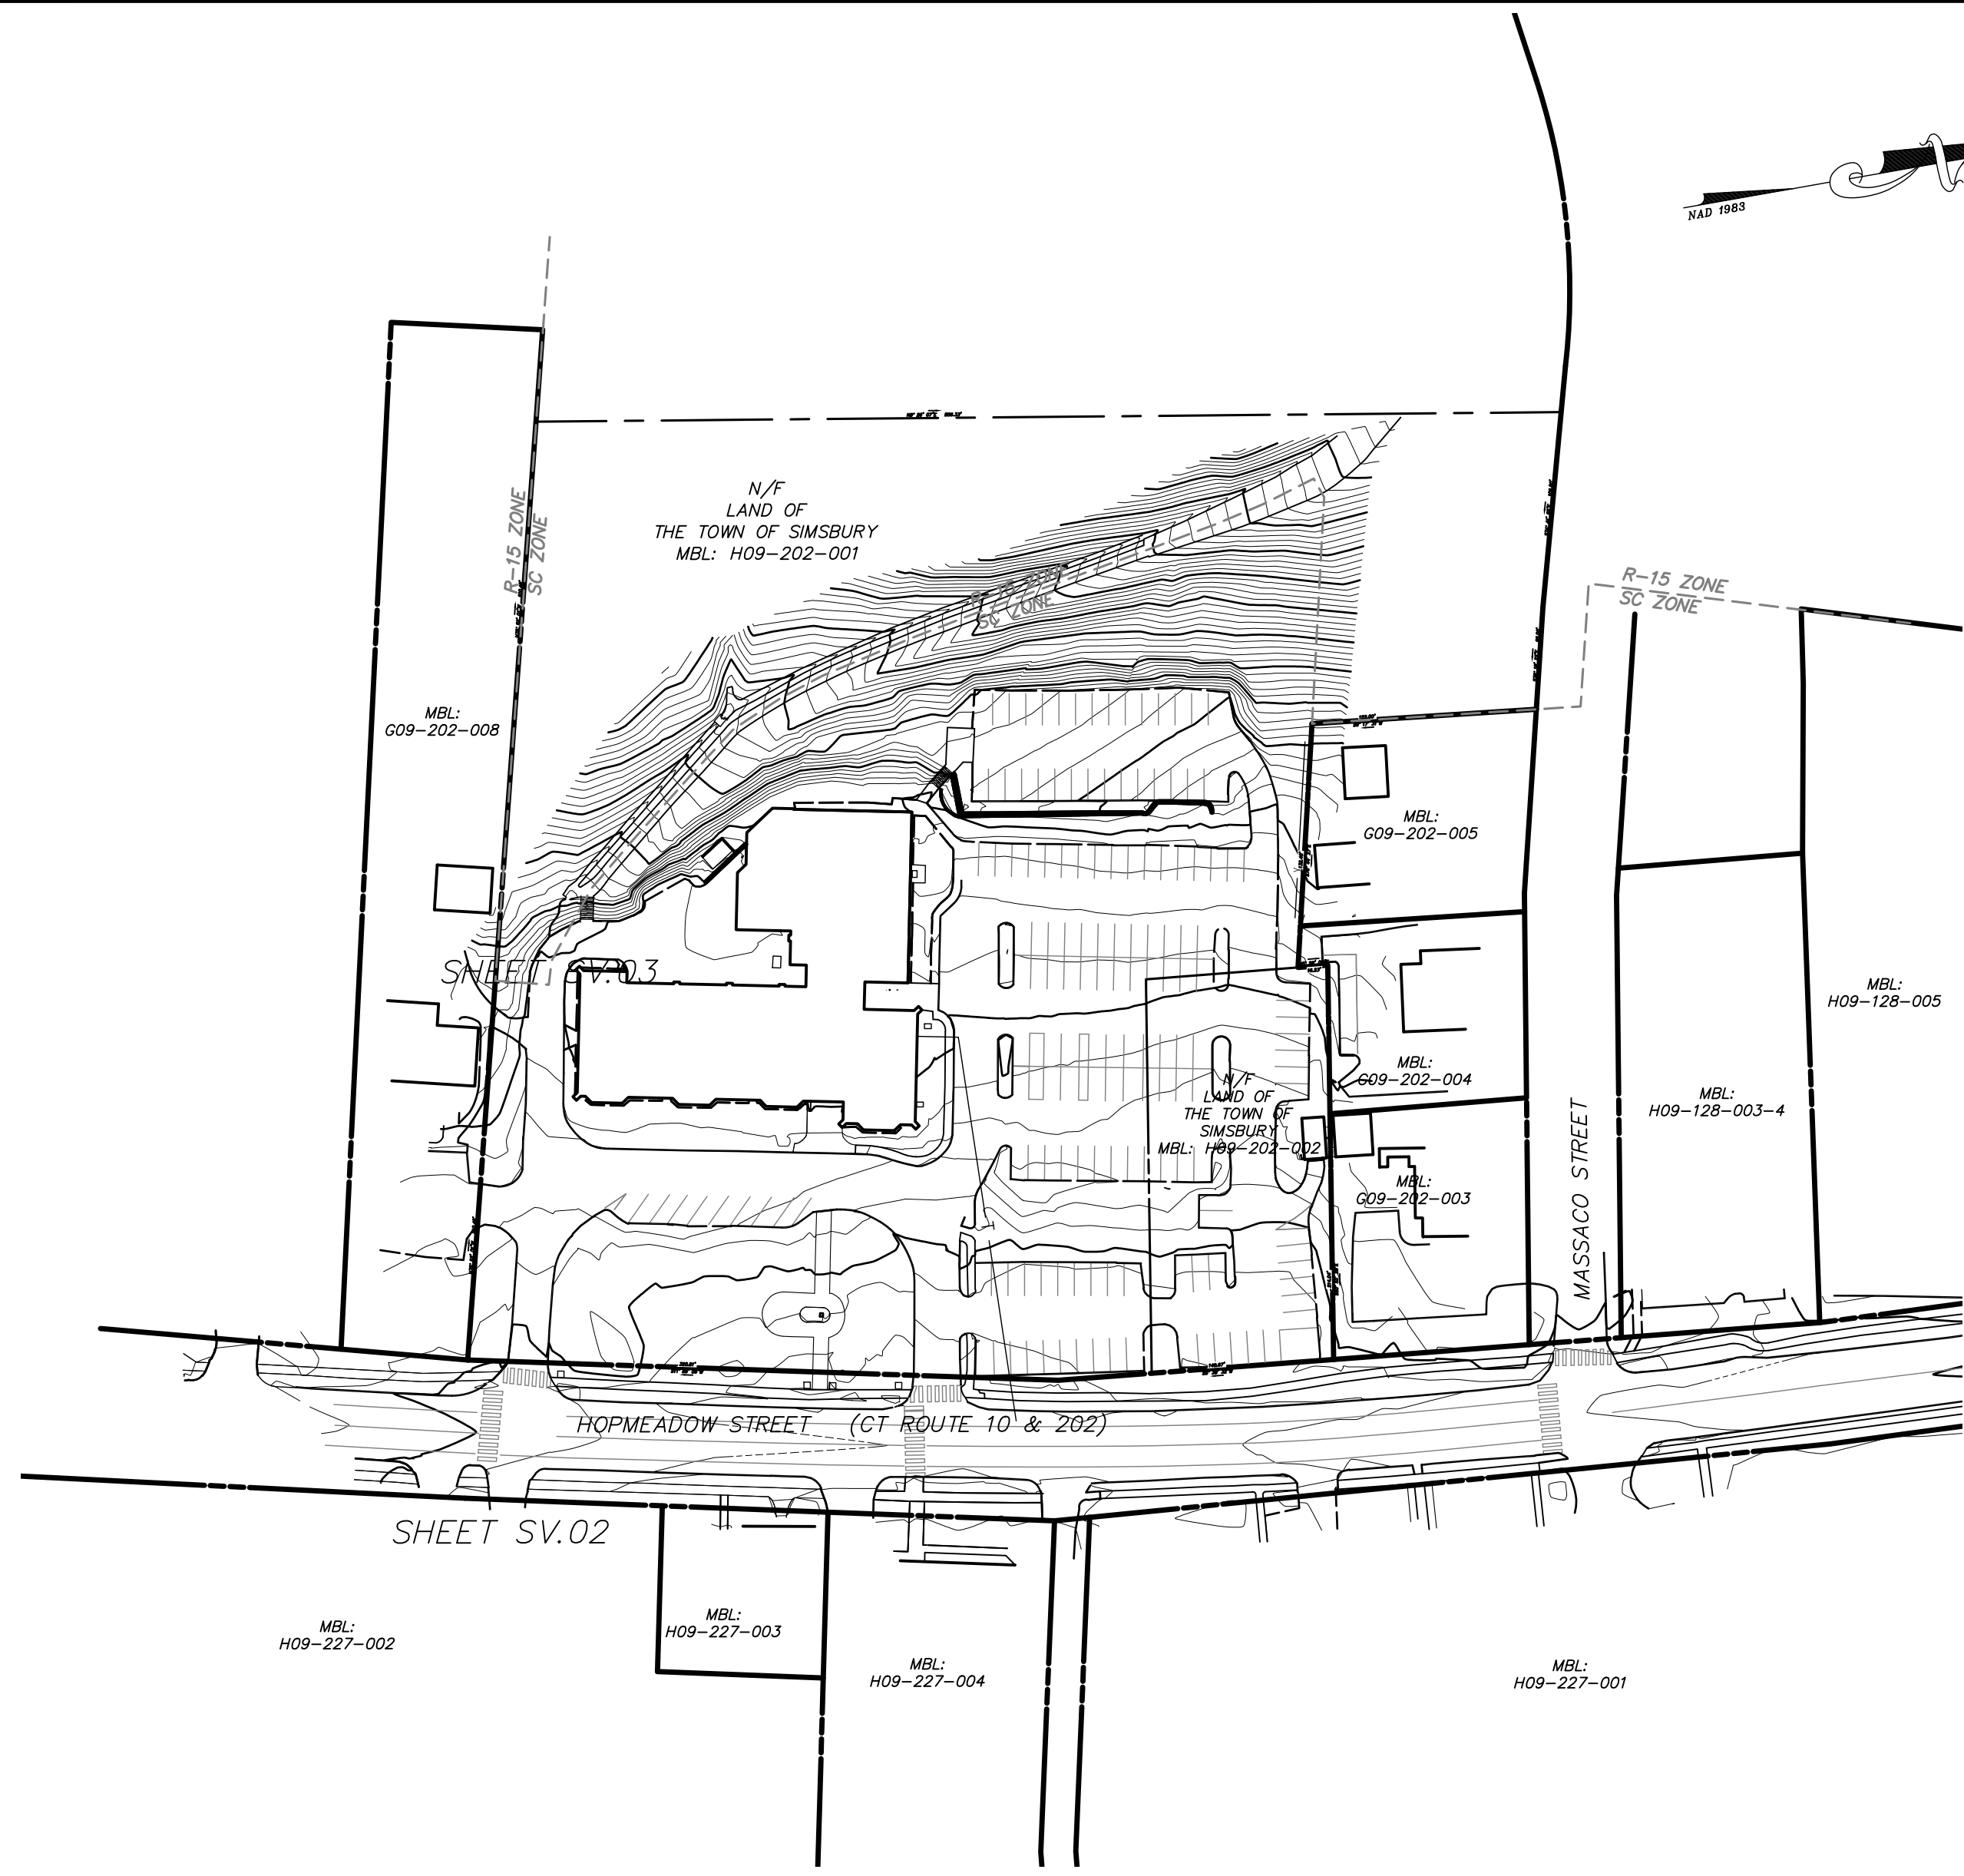 NAD 1983
N/F
LAND OF
THE TOWN OF SIMSBURY
MBL: H09-202-001
R-15 ZONE
SC ZONE
R-15 ZONE
SC ZONE
R-15 ZONE
SC ZONE
MBL:
G09-202-008
MBL:
G09-202-005
SHEET SV.03
MBL:
H09-128-005
MBL:
G09-202-004
N/F
LAND OF
THE TOWN OF
SIMSBURY
MBL: H09-202-002
MBL:
H09-128-003-4
MBL:
G09-202-003
MASSACO STREET
HOPMEADOW STREET (CT ROUTE 10 & 202)
SHEET SV.02
MBL:
H09-227-002
MBL:
H09-227-003
MBL:
H09-227-004
MBL:
H09-227-001